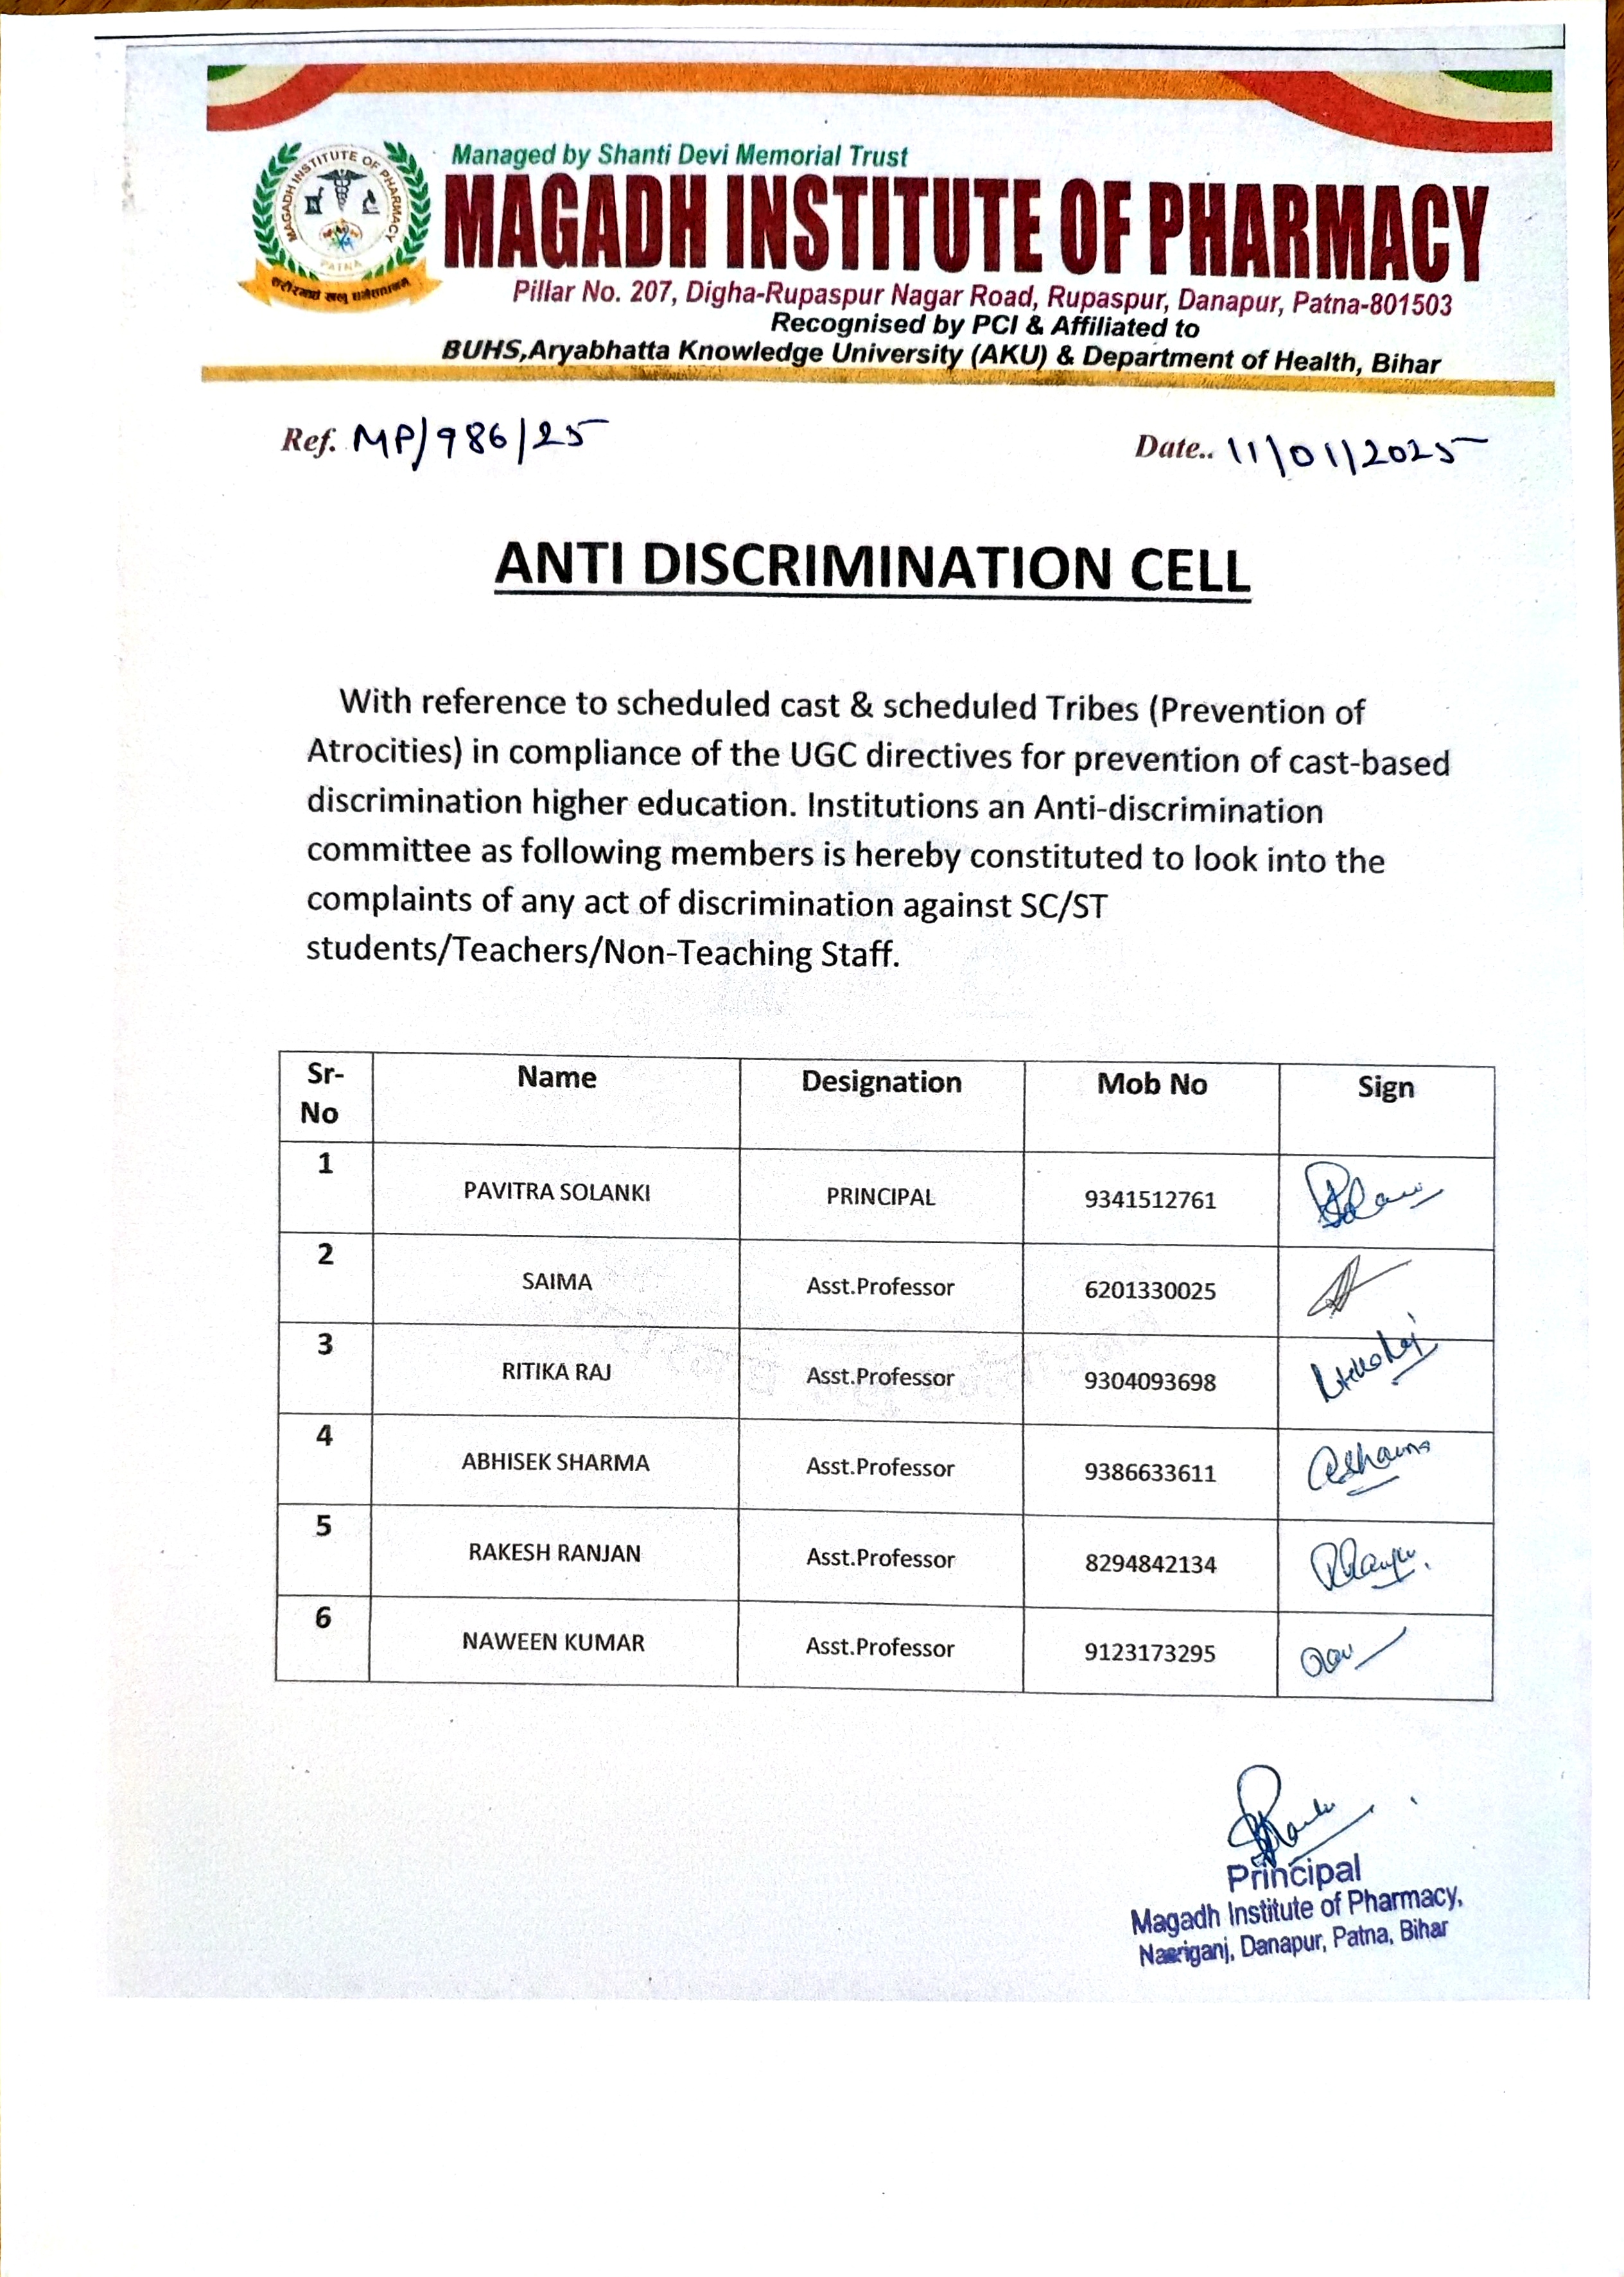 Managed by Shanti Devi Memorial Trust
MAGADH INSTITUTE OF PHARMACY
MAGADH INSTITUTE OF PHARMACY
PATNA
शरीरमाद्यं खलु धर्मसाधनम्
Pillar No. 207, Digha-Rupaspur Nagar Road, Rupaspur, Danapur, Patna-801503
Recognised by PCI & Affiliated to
BUHS,Aryabhatta Knowledge University (AKU) & Department of Health, Bihar
Ref. MP/986/25 Date.. 11/01/2025
ANTI DISCRIMINATION CELL
With reference to scheduled cast & scheduled Tribes (Prevention of
Atrocities) in compliance of the UGC directives for prevention of cast-based
discrimination higher education. Institutions an Anti-discrimination
committee as following members is hereby constituted to look into the
complaints of any act of discrimination against SC/ST
students/Teachers/Non-Teaching Staff.
Sr-No Name Designation Mob No Sign
1 PAVITRA SOLANKI PRINCIPAL 9341512761
2 SAIMA Asst.Professor 6201330025
3 RITIKA RAJ Asst.Professor 9304093698
4 ABHISEK SHARMA Asst.Professor 9386633611
5 RAKESH RANJAN Asst.Professor 8294842134
6 NAWEEN KUMAR Asst.Professor 9123173295
Principal
Magadh Institute of Pharmacy,
Nasriganj, Danapur, Patna, Bihar